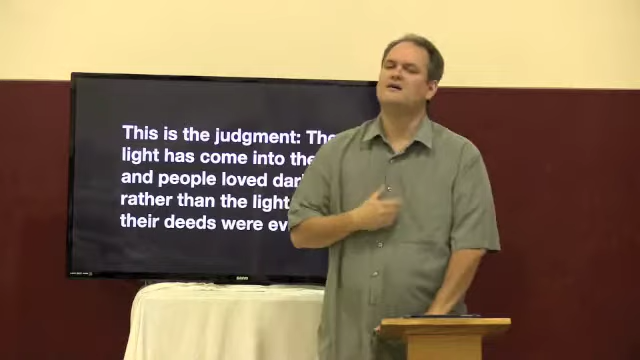 This is the judgment: The
light has come into the
and people loved
rather than the light
their deeds were